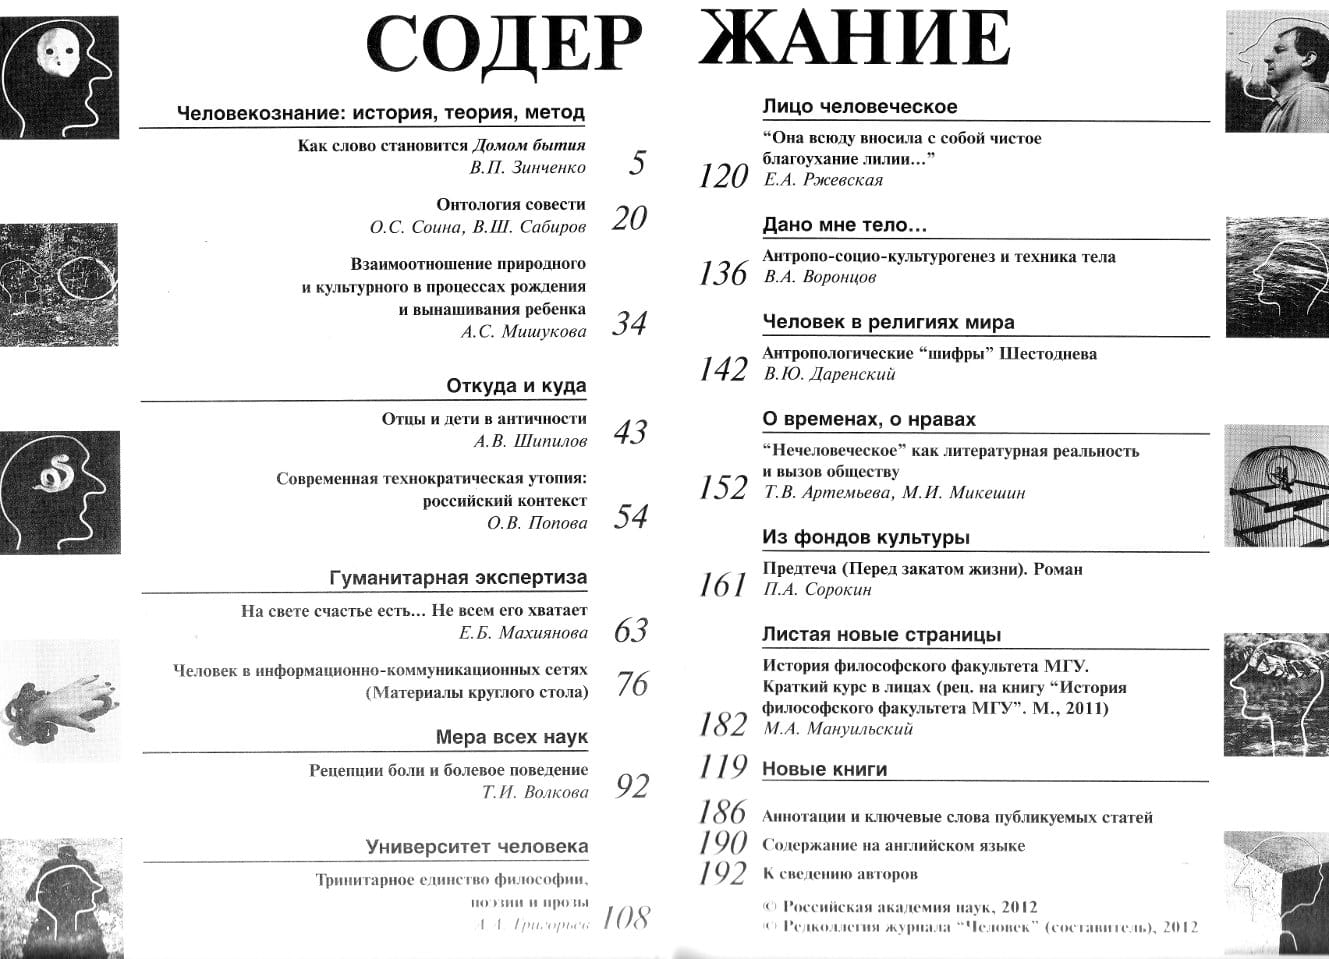 СОДЕРЖАНИЕ
Человекознание: история, теория, метод
Как слово становится Домом бытия
В.П. Зинченко 5
Онтология совести
О.С. Соина, В.Ш. Сабиров 20
Взаимоотношение природного
и культурного в процессах рождения
и вынашивания ребенка
А.С. Мишукова 34
Откуда и куда
Отцы и дети в античности
А.В. Шипилов 43
Современная технократическая утопия:
российский контекст
О.В. Попова 54
Гуманитарная экспертиза
На свете счастье есть... Не всем его хватает
Е.Б. Махиянова 63
Человек в информационно-коммуникационных сетях
(Материалы круглого стола) 76
Мера всех наук
Рецепции боли и болевое поведение
Т.И. Волкова 92
Университет человека
Тринитарное единство философии,
поэзии и прозы
А.А. Григорьев 108
Лицо человеческое
“Она всюду вносила с собой чистое
благоухание лилии...”
120 Е.А. Ржевская
Дано мне тело...
Антропо-социо-культурогенез и техника тела
136 В.А. Воронцов
Человек в религиях мира
Антропологические “шифры” Шестоднева
142 В.Ю. Даренский
О временах, о нравах
“Нечеловеческое” как литературная реальность
и вызов обществу
152 Т.В. Артемьева, М.И. Микешин
Из фондов культуры
Предтеча (Перед закатом жизни). Роман
161 П.А. Сорокин
Листая новые страницы
История философского факультета МГУ.
Краткий курс в лицах (рец. на книгу “История
философского факультета МГУ”. М., 2011)
182 М.А. Мануильский
119 Новые книги
186 Аннотации и ключевые слова публикуемых статей
190 Содержание на английском языке
192 К сведению авторов
© Российская академия наук, 2012
© Редколлегия журнала “Человек” (составитель), 2012